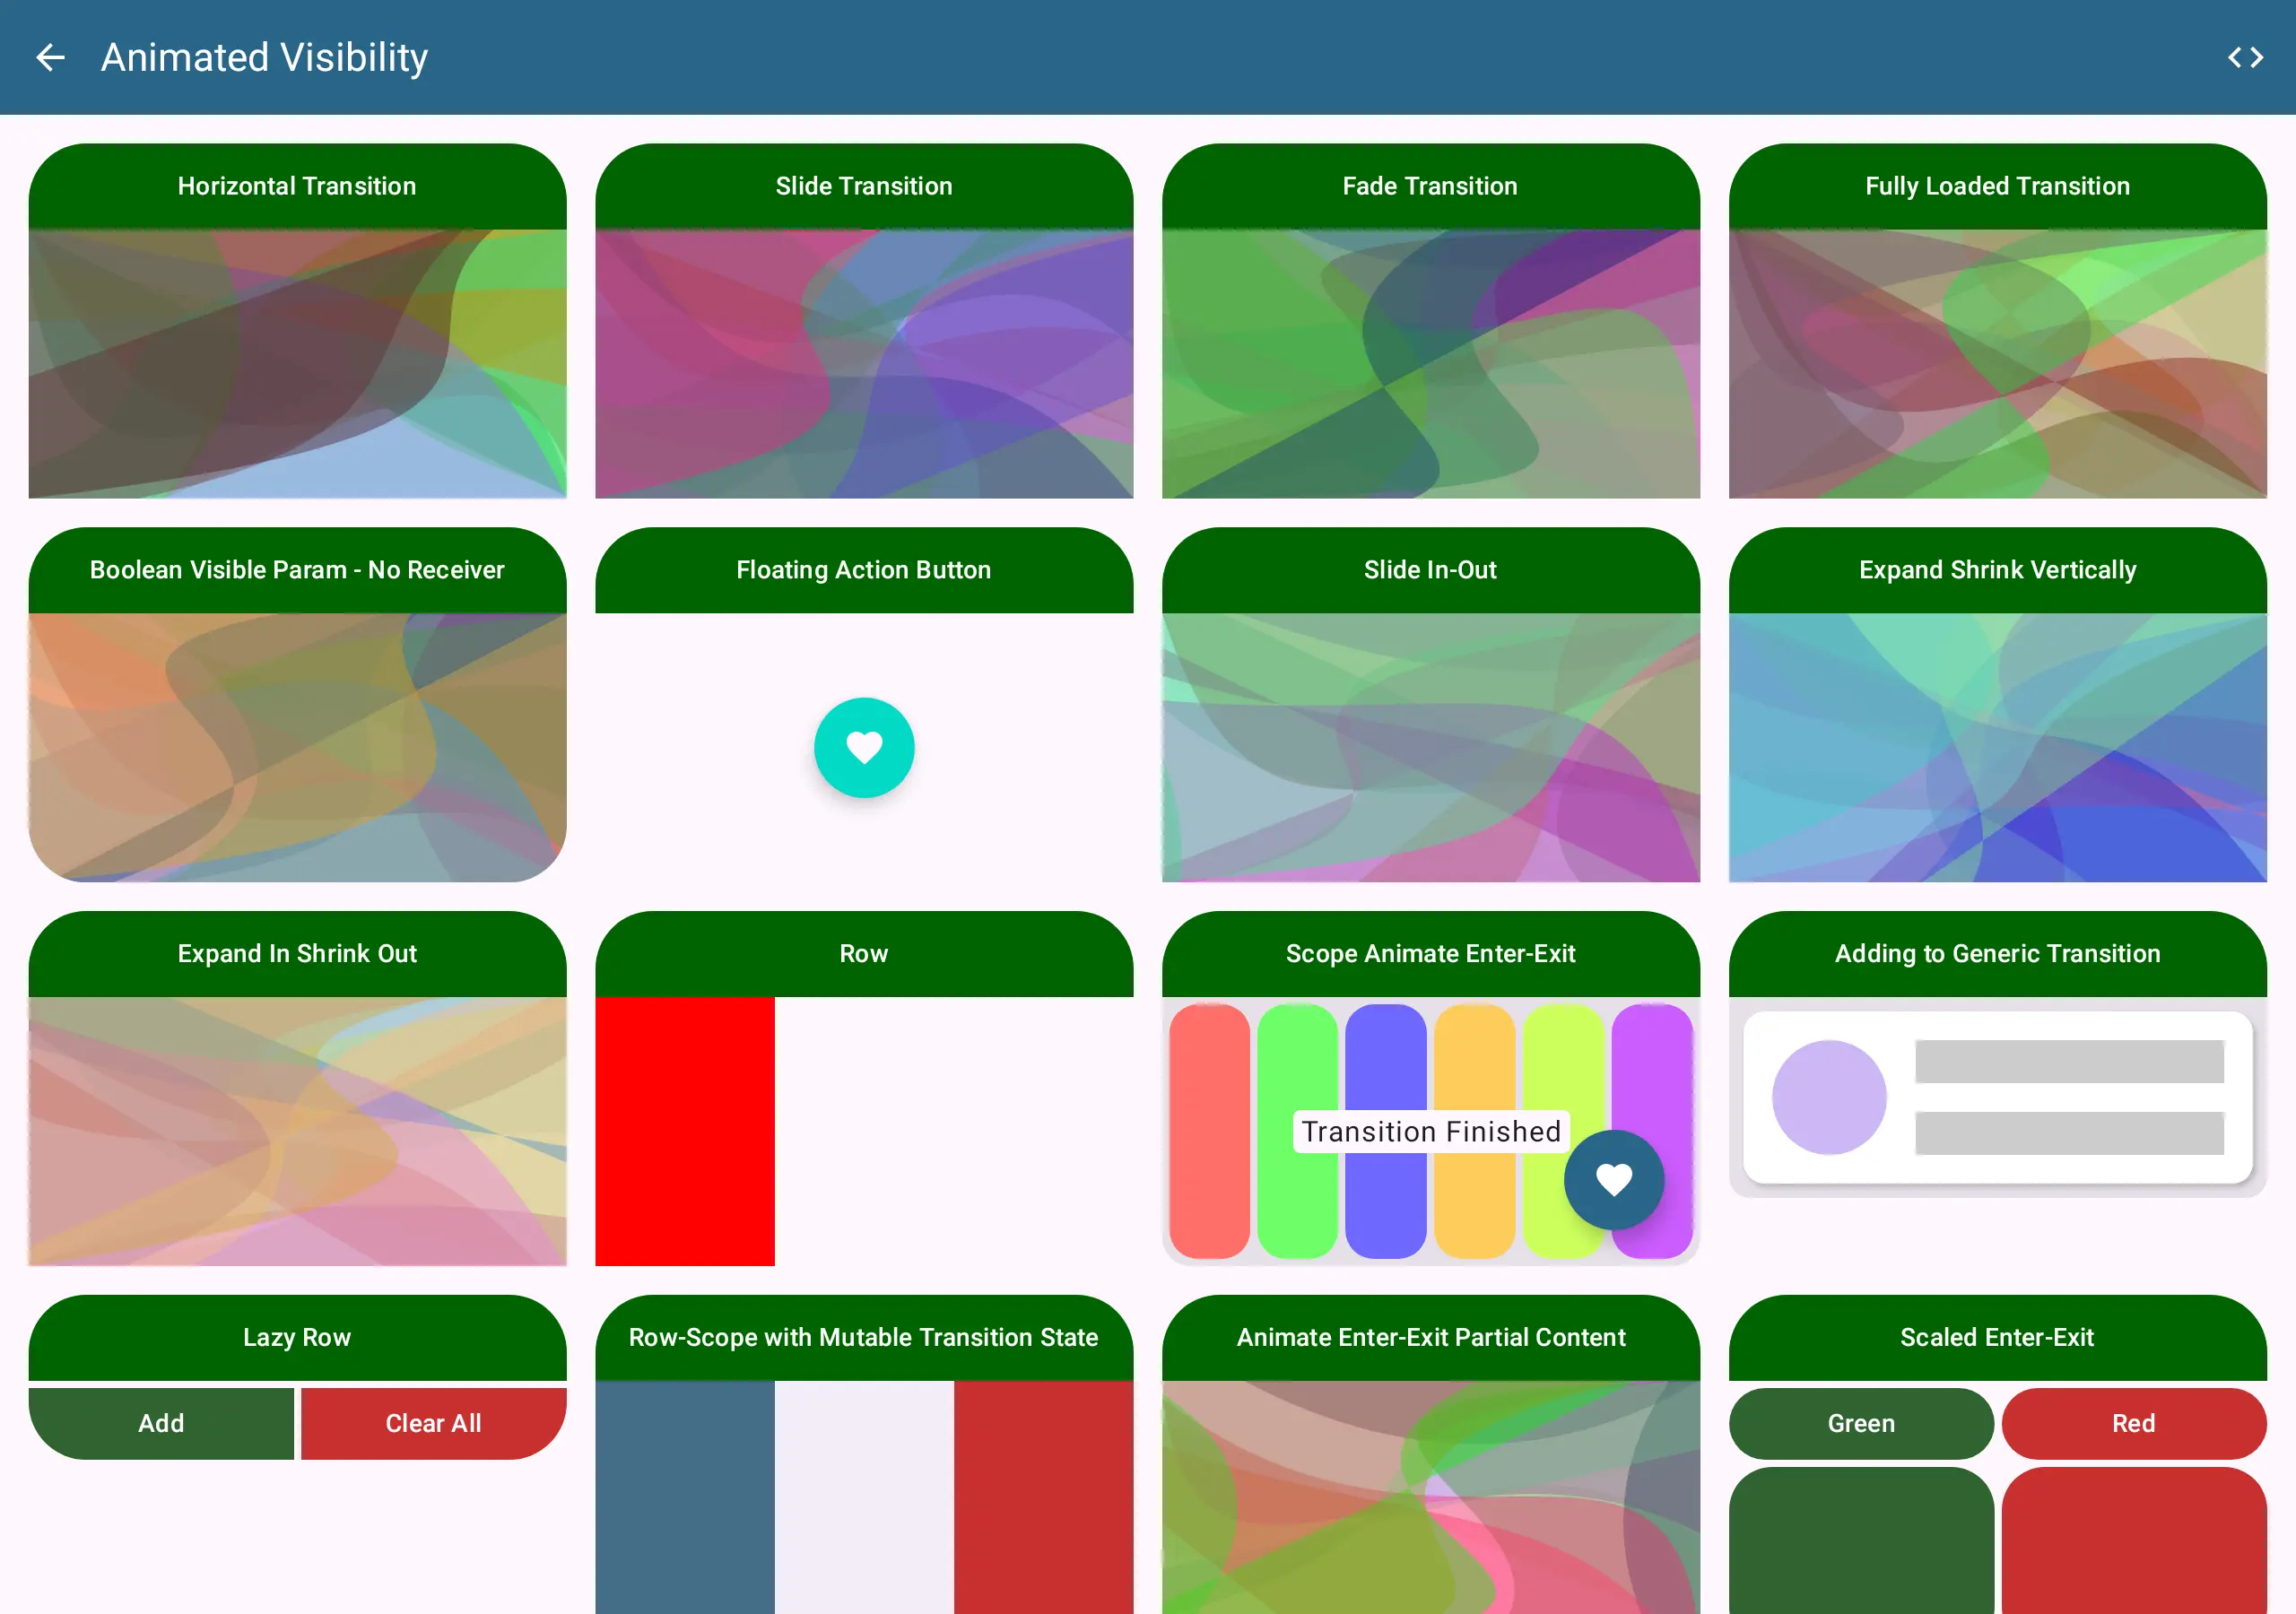 Animated Visibility
Horizontal Transition
Slide Transition
Fade Transition
Fully Loaded Transition
Boolean Visible Param - No Receiver
Floating Action Button
Slide In-Out
Expand Shrink Vertically
Expand In Shrink Out
Row
Scope Animate Enter-Exit
Adding to Generic Transition
Transition Finished
Lazy Row
Row-Scope with Mutable Transition State
Animate Enter-Exit Partial Content
Scaled Enter-Exit
Add
Clear All
Green
Red